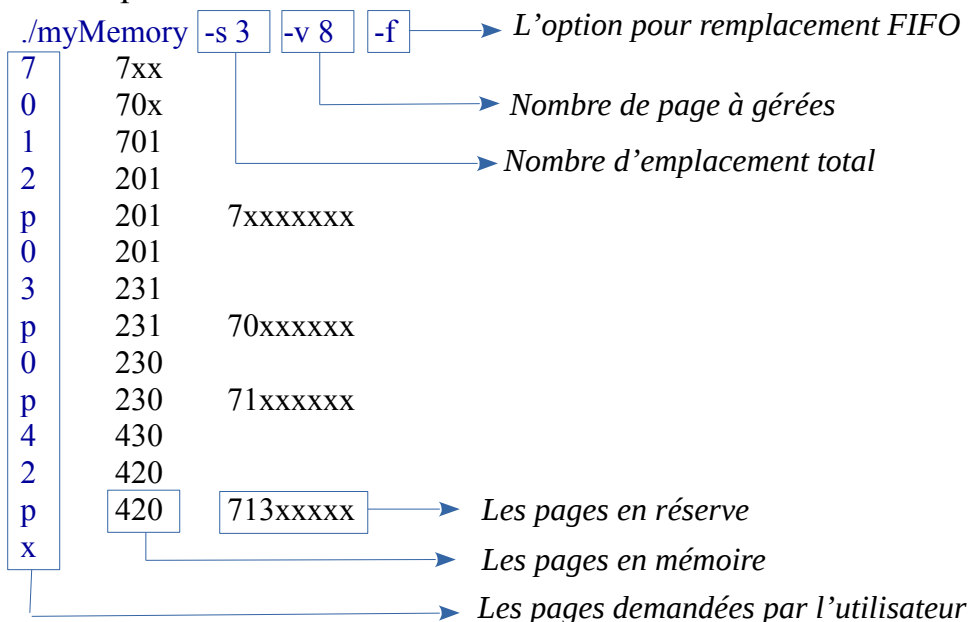 ./myMemory -s 3 -v 8 -f L’option pour remplacement FIFO
7 7xx
0 70x Nombre de page à gérées
1 701
2 201 Nombre d’emplacement total
p 201 7xxxxxxx
0 201
3 231
p 231 70xxxxxx
0 230
p 230 71xxxxxx
4 430
2 420
p 420 713xxxxx Les pages en réserve
x
Les pages en mémoire
Les pages demandées par l’utilisateur